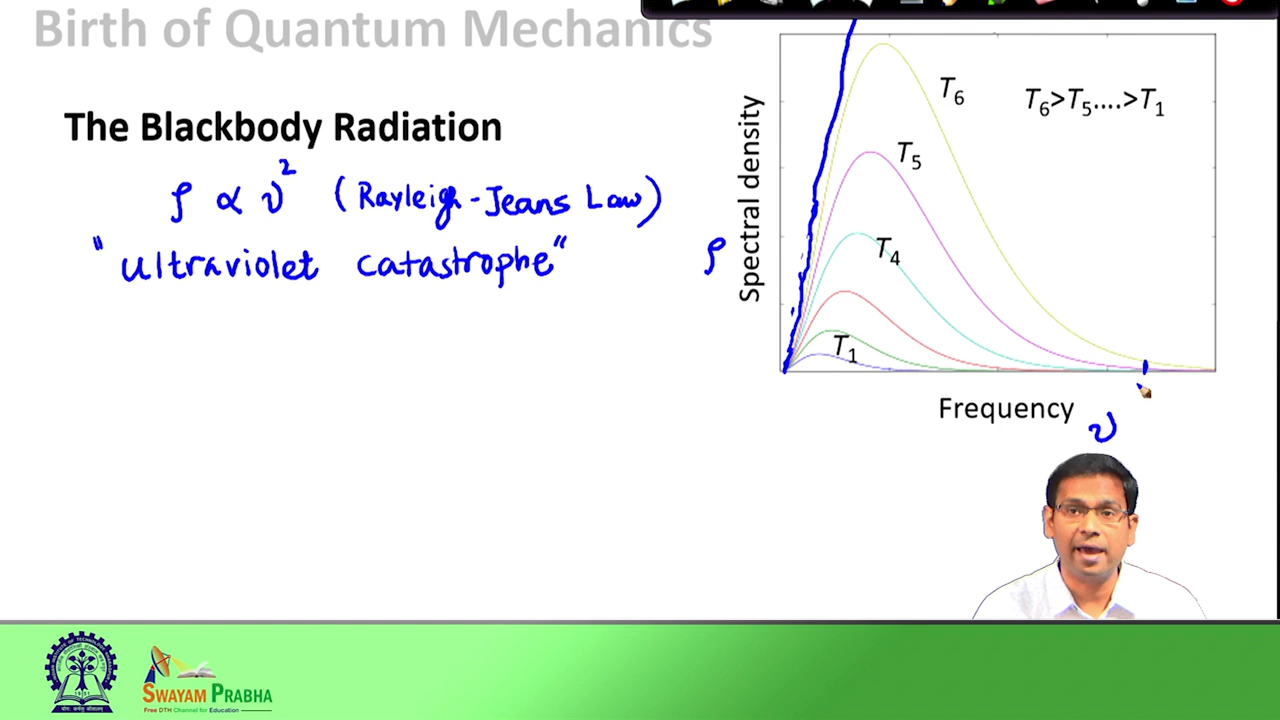 Birth of Quantum Mechanics
The Blackbody Radiation
ρ ∝ ν² (Rayleigh-Jeans Law)
"ultraviolet catastrophe"
ρ
Spectral density
T₆
T₆>T₅....>T₁
T₅
T₄
T₁
Frequency
ν
SWAYAM PRABHA
Free DTH Channel for Education